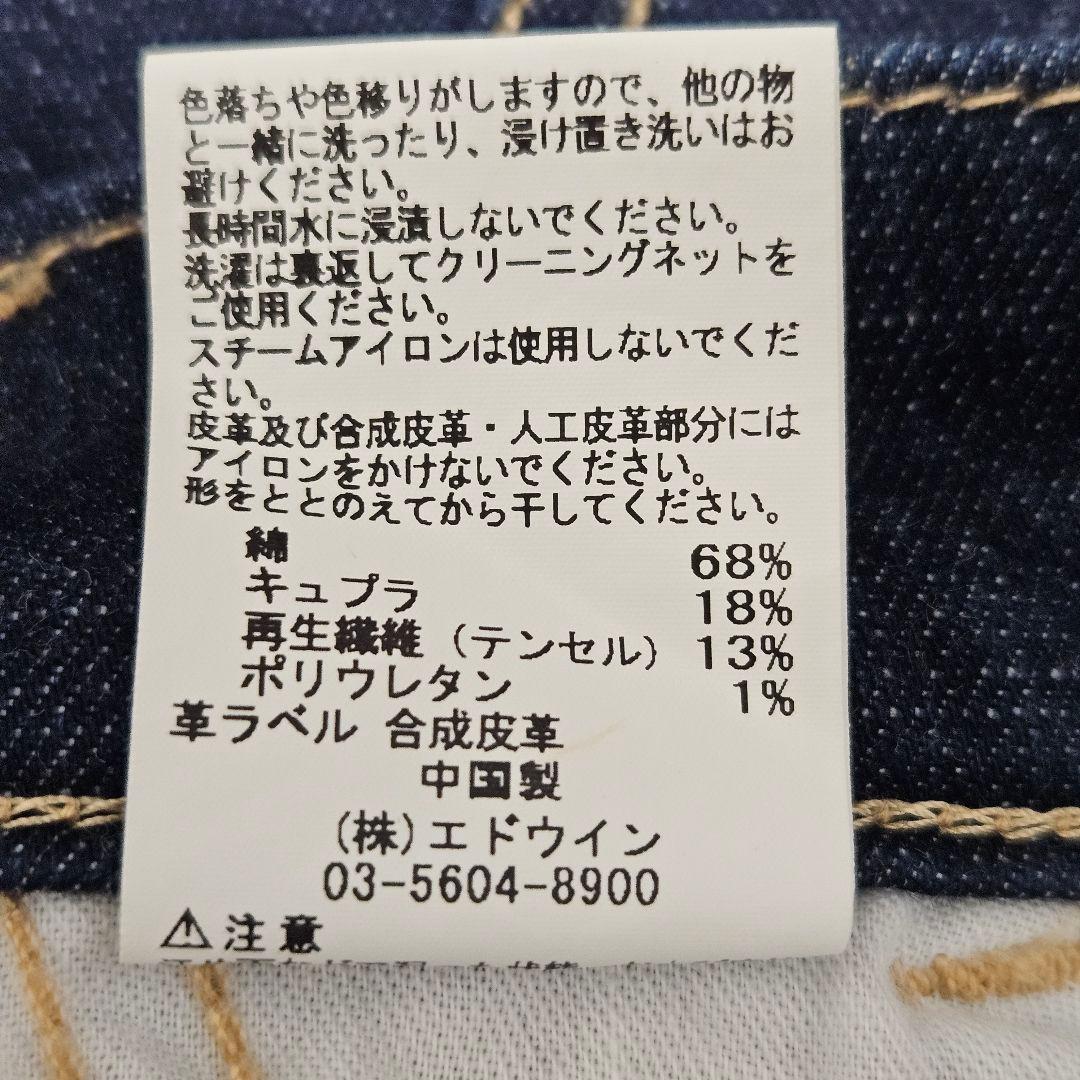 色落ちや色移りがしますので、他の物
と一緒に洗ったり、浸け置き洗いはお
避けください。
長時間水に浸漬しないでください。
洗濯は裏返してクリーニングネットを
ご使用ください。
スチームアイロンは使用しないでくだ
さい。
皮革及び合成皮革・人工皮革部分には
アイロンをかけないでください。
形をととのえてから干してください。
綿 68%
キュプラ 18%
再生繊維（テンセル） 13%
ポリウレタン 1%
革ラベル 合成皮革
中国製
(株)エドウイン
03-5604-8900
⚠注意